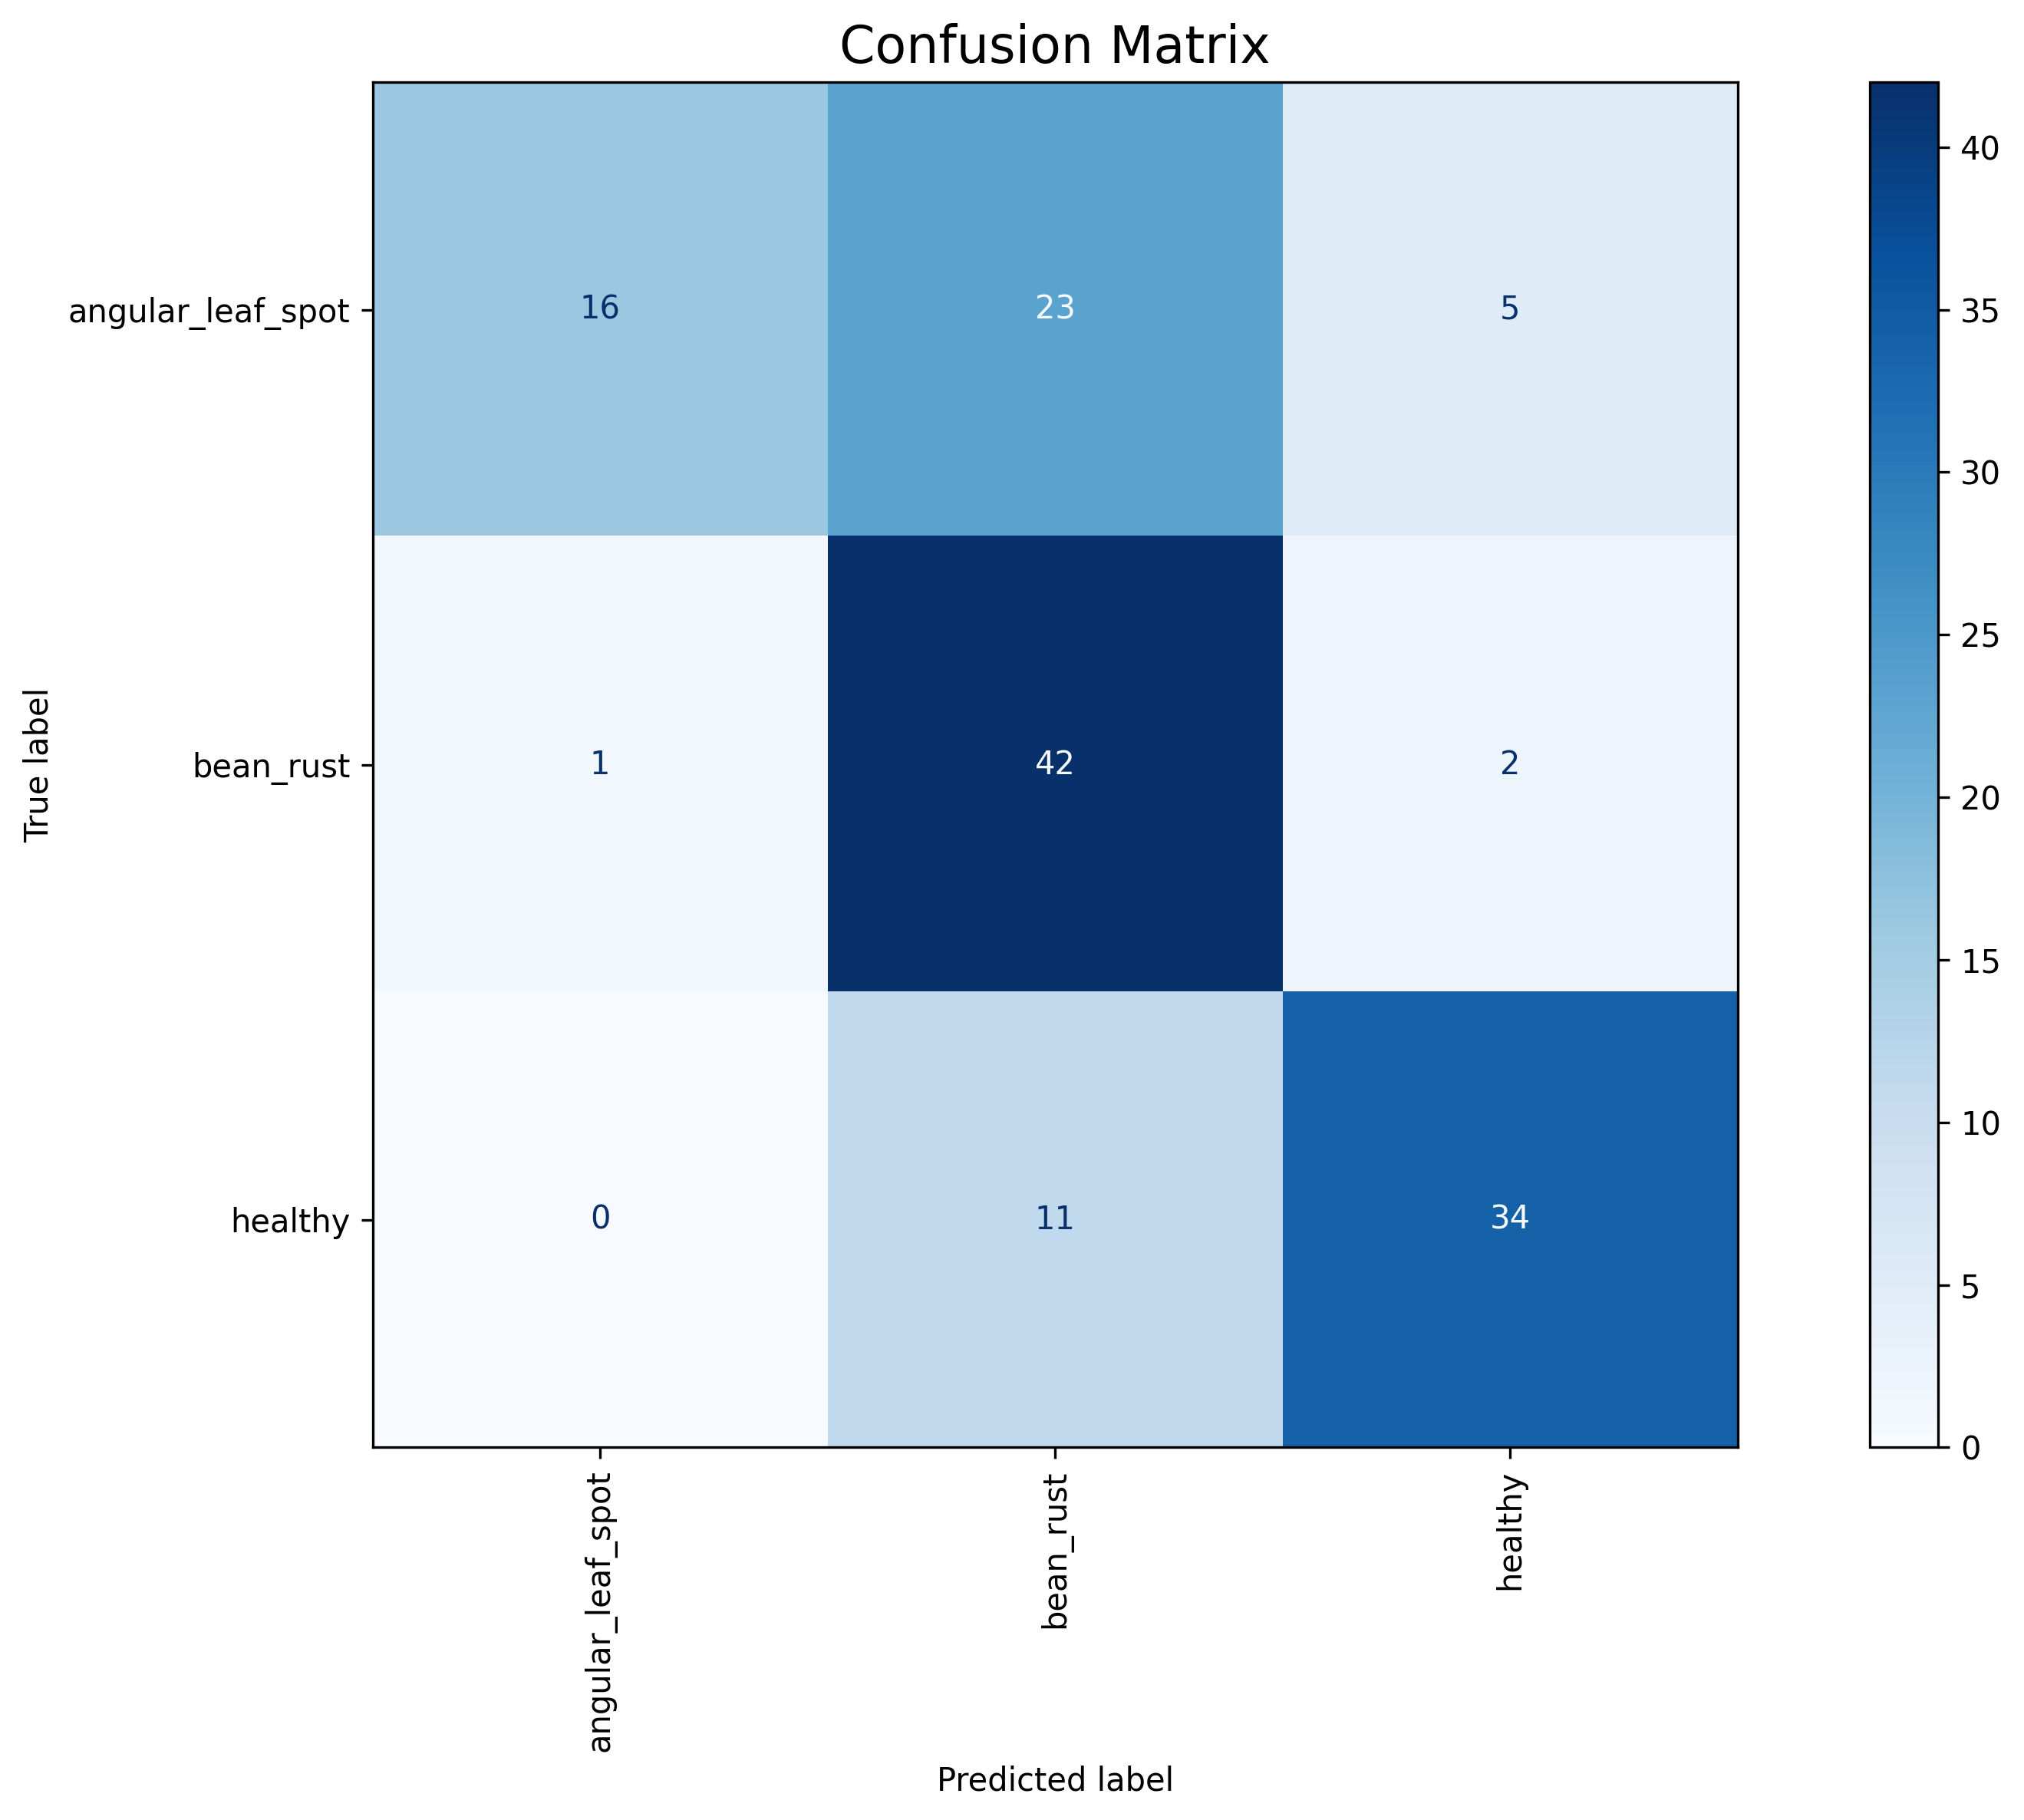 Confusion Matrix
True label
angular_leaf_spot
16 23 5
bean_rust
1 42 2
healthy
0 11 34
angular_leaf_spot
bean_rust
healthy
Predicted label
40
35
30
25
20
15
10
5
0